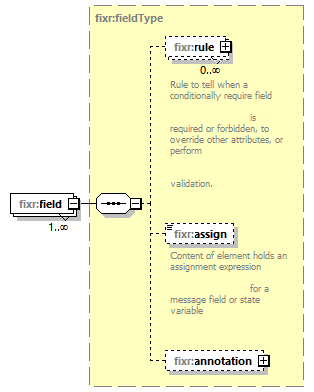 fixr:fieldType
fixr:rule
0..∞
Rule to tell when a
conditionally require field
is
required or forbidden, to
override other attributes, or
perform
validation.
fixr:field
1..∞
fixr:assign
Content of element holds an
assignment expression
for a
message field or state
variable
fixr:annotation